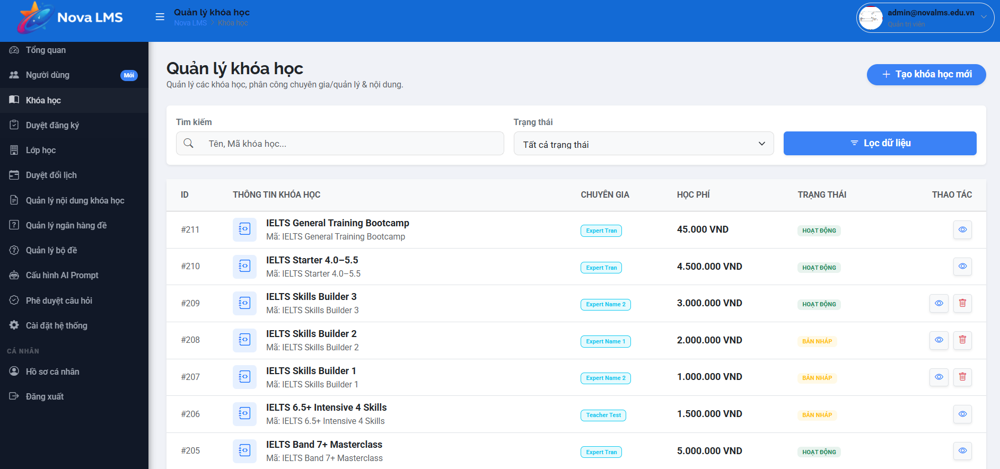 Nova LMS
Quản lý khóa học
Nova LMS > Khóa học
admin@novalms.edu.vn
Quản trị viên
Tổng quan
Người dùng Mới
Khóa học
Duyệt đăng ký
Lớp học
Duyệt đổi lịch
Quản lý nội dung khóa học
Quản lý ngân hàng đề
Quản lý bộ đề
Cấu hình AI Prompt
Phê duyệt câu hỏi
Cài đặt hệ thống
CÁ NHÂN
Hồ sơ cá nhân
Đăng xuất
Quản lý khóa học
Quản lý các khóa học, phân công chuyên gia/quản lý & nội dung.
+ Tạo khóa học mới
Tìm kiếm
Tên, Mã khóa học...
Trạng thái
Tất cả trạng thái
Lọc dữ liệu
ID THÔNG TIN KHÓA HỌC CHUYÊN GIA HỌC PHÍ TRẠNG THÁI THAO TÁC
#211 IELTS General Training Bootcamp Expert Tran 45.000 VND HOẠT ĐỘNG
Mã: IELTS General Training Bootcamp
#210 IELTS Starter 4.0–5.5 Expert Tran 4.500.000 VND HOẠT ĐỘNG
Mã: IELTS Starter 4.0–5.5
#209 IELTS Skills Builder 3 Expert Name 2 3.000.000 VND HOẠT ĐỘNG
Mã: IELTS Skills Builder 3
#208 IELTS Skills Builder 2 Expert Name 1 2.000.000 VND BẢN NHÁP
Mã: IELTS Skills Builder 2
#207 IELTS Skills Builder 1 Expert Name 2 1.000.000 VND BẢN NHÁP
Mã: IELTS Skills Builder 1
#206 IELTS 6.5+ Intensive 4 Skills Teacher Test 1.500.000 VND BẢN NHÁP
Mã: IELTS 6.5+ Intensive 4 Skills
#205 IELTS Band 7+ Masterclass Expert Tran 5.000.000 VND HOẠT ĐỘNG
Mã: IELTS Band 7+ Masterclass